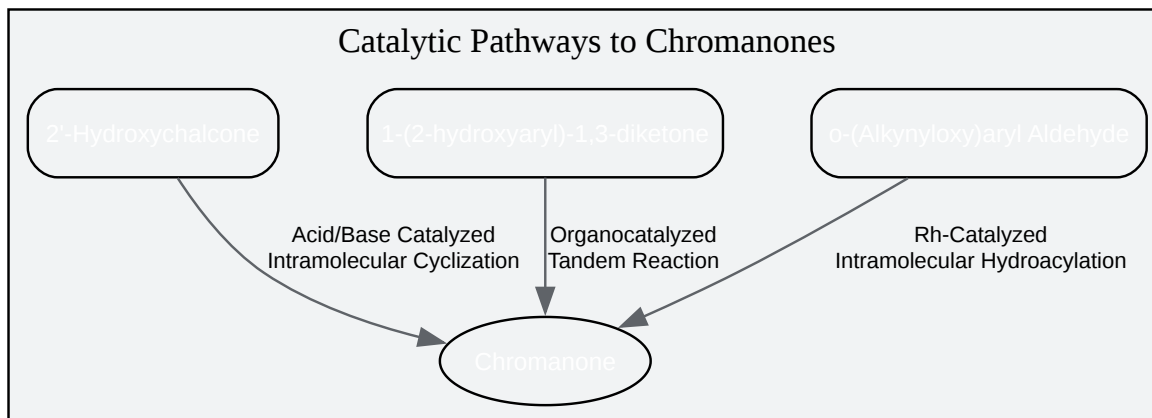 Catalytic Pathways to Chromanones
2'-Hydroxychalcone
1-(2-hydroxyaryl)-1,3-diketone
o-(Alkynyloxy)aryl Aldehyde
Acid/Base Catalyzed
Intramolecular Cyclization
Organocatalyzed
Tandem Reaction
Rh-Catalyzed
Intramolecular Hydroacylation
Chromanone